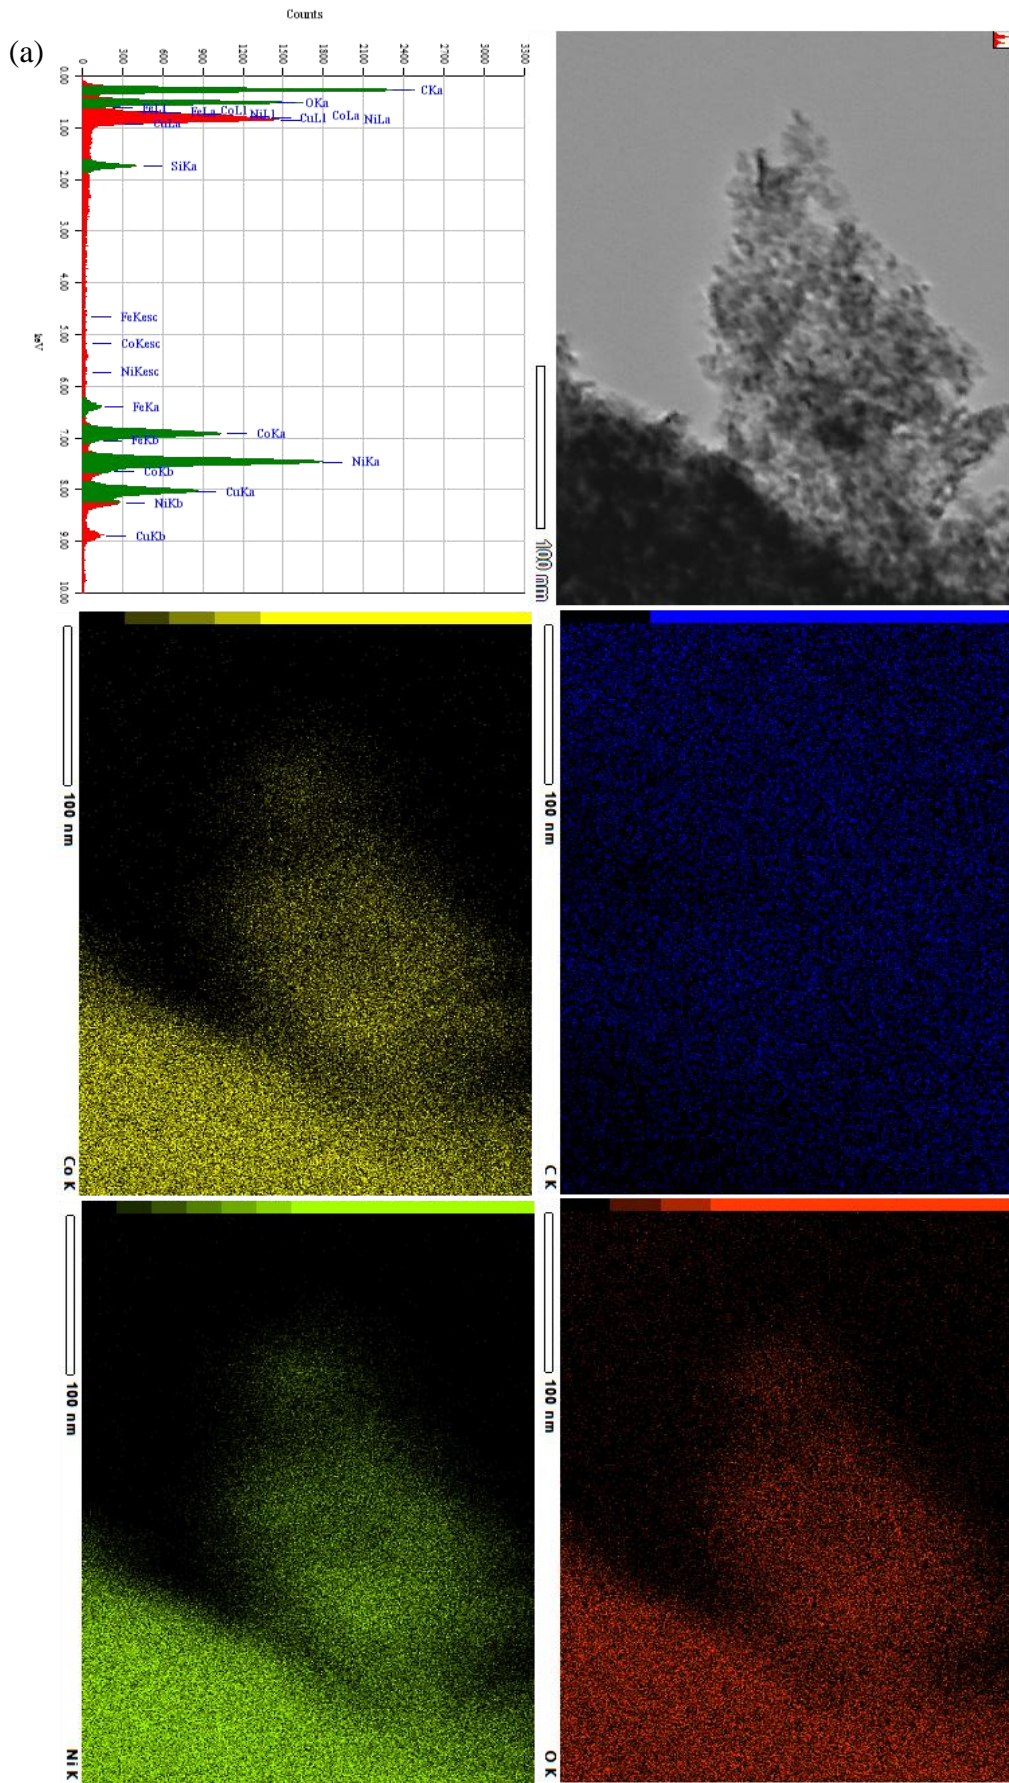 (a)
Counts
3300
3000
2700
2400
2100
1800
1500
1200
900
600
300
0
CKa
OKa
FeLl
FeLa
CoLl
NiLl
CuLl
CoLa
NiLa
CuLa
SiKa
FeKesc
CoKesc
NiKesc
FeKa
CoKa
FeKb
NiKa
CoKb
CuKa
NiKb
CuKb
0.00
1.00
2.00
3.00
4.00
5.00
6.00
7.00
8.00
9.00
10.00
keV
100 nm
100 nm
C K
100 nm
Co K
100 nm
O K
100 nm
Ni K